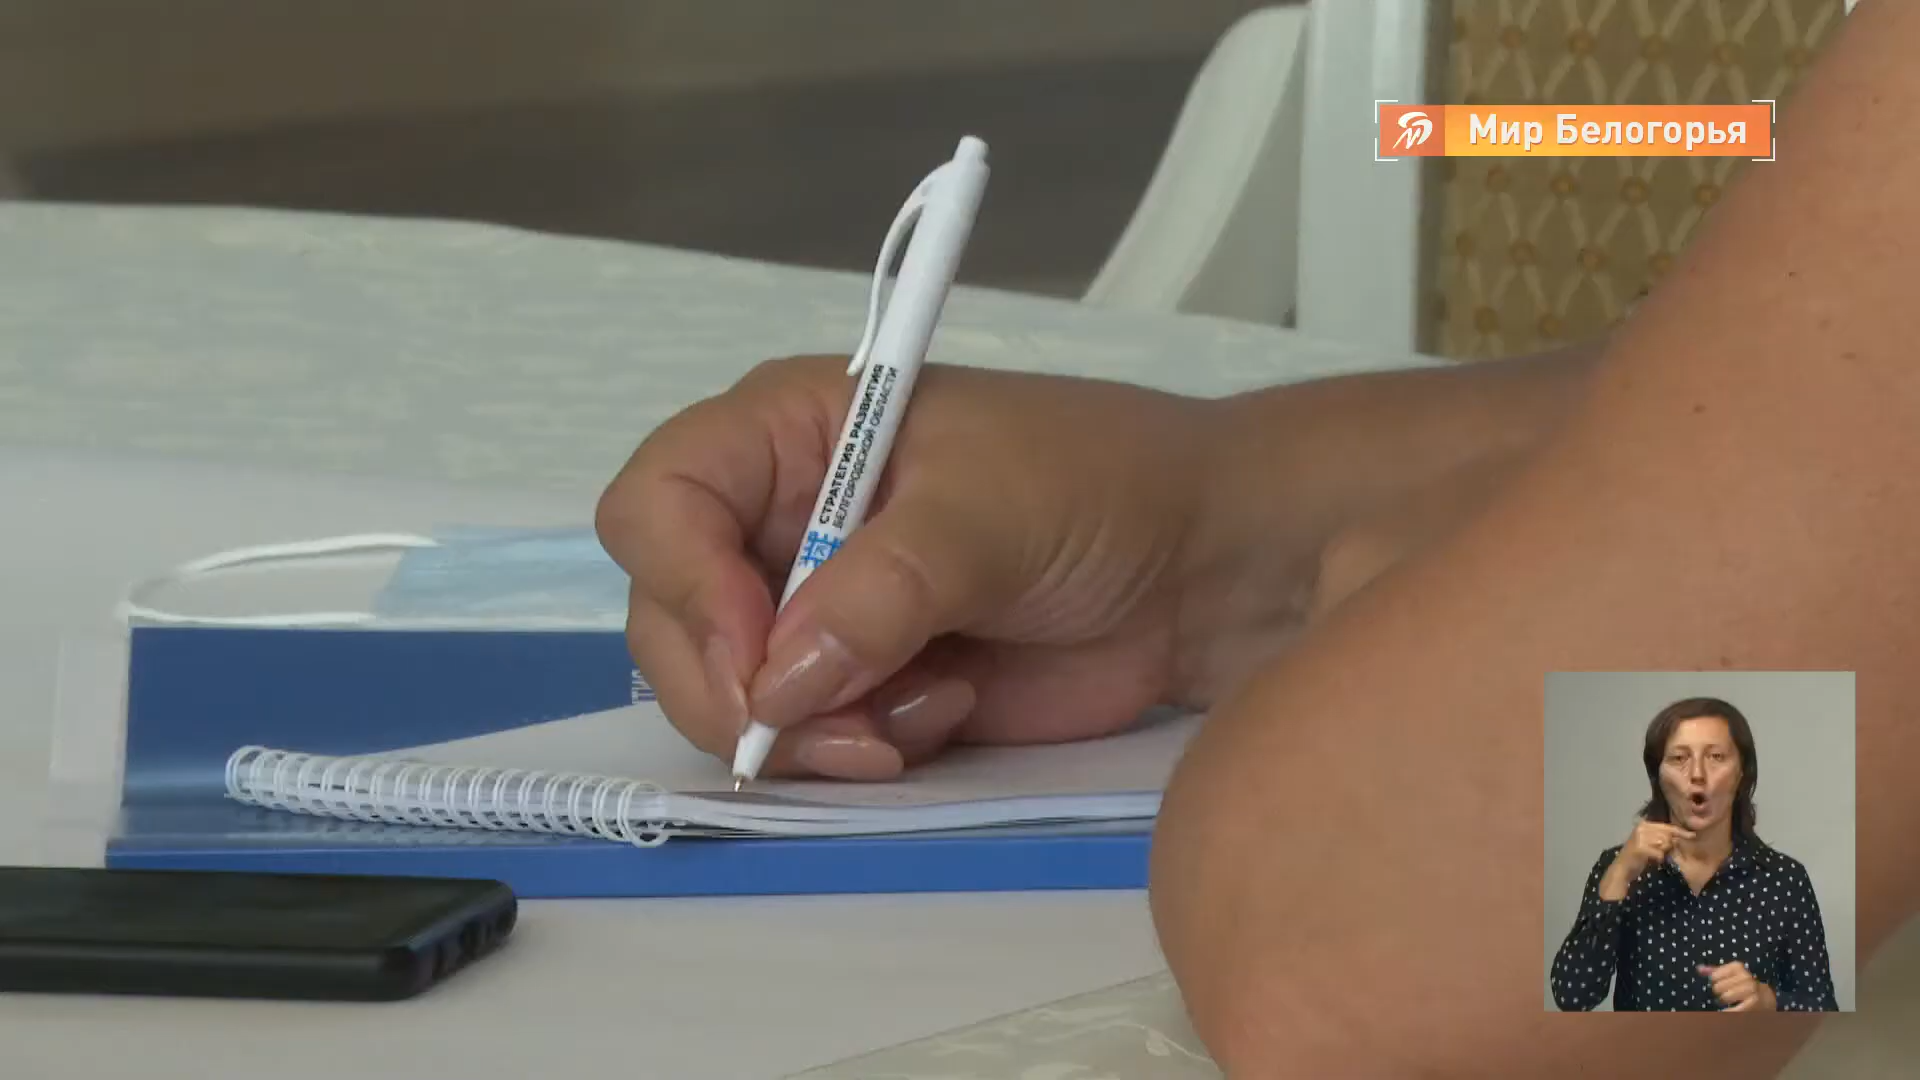 Мир Белогорья
СТРАТЕГИЯ РАЗВИТИЯ
БЕЛГОРОДСКОЙ ОБЛАСТИ